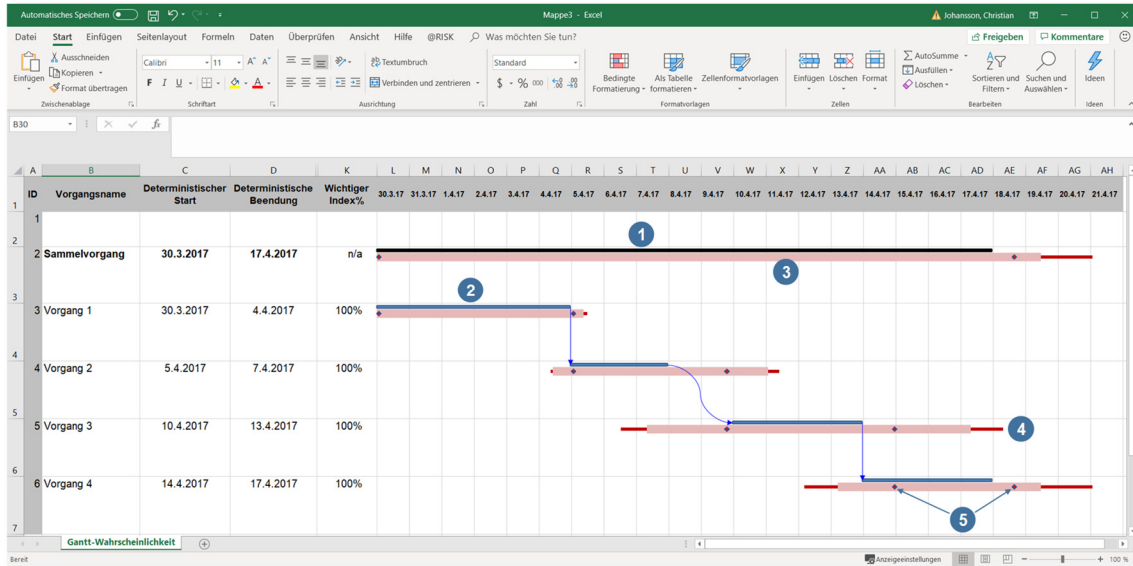 Automatisches Speichern
Mappe3 - Excel
Johansson, Christian
Datei Start Einfügen Seitenlayout Formeln Daten Überprüfen Ansicht Hilfe @RISK Was möchten Sie tun?
Freigeben Kommentare
Einfügen
Ausschneiden
Kopieren
Format übertragen
Zwischenablage
Calibri 11 A A
F I U A
Schriftart
Textumbruch
Verbinden und zentrieren
Ausrichtung
Standard
$ % 000
Zahl
Bedingte Formatierung
Als Tabelle formatieren
Zellenformatvorlagen
Formatvorlagen
Einfügen Löschen Format
Zellen
AutoSumme
Ausfüllen
Löschen
Sortieren und Filtern
Suchen und Auswählen
Bearbeiten
Ideen
Ideen
B30 fx
A B C D K L M N O P Q R S T U V W X Y Z AA AB AC AD AE AG AH
1 ID Vorgangsname Deterministischer Start Deterministische Beendung Wichtiger Index% 30.3.17 31.3.17 1.4.17 2.4.17 3.4.17 4.4.17 5.4.17 6.4.17 7.4.17 8.4.17 9.4.17 10.4.17 11.4.17 12.4.17 13.4.17 14.4.17 15.4.17 16.4.17 17.4.17 18.4.17 19.4.17 20.4.17 21.4.17
2 1
1
3 2 Sammelvorgang 30.3.2017 17.4.2017 n/a
3
2
4 3 Vorgang 1 30.3.2017 4.4.2017 100%
5 4 Vorgang 2 5.4.2017 7.4.2017 100%
6 5 Vorgang 3 10.4.2017 13.4.2017 100%
4
7 6 Vorgang 4 14.4.2017 17.4.2017 100%
5
Gantt-Wahrscheinlichkeit
Bereit
Anzeigeeinstellungen
100 %